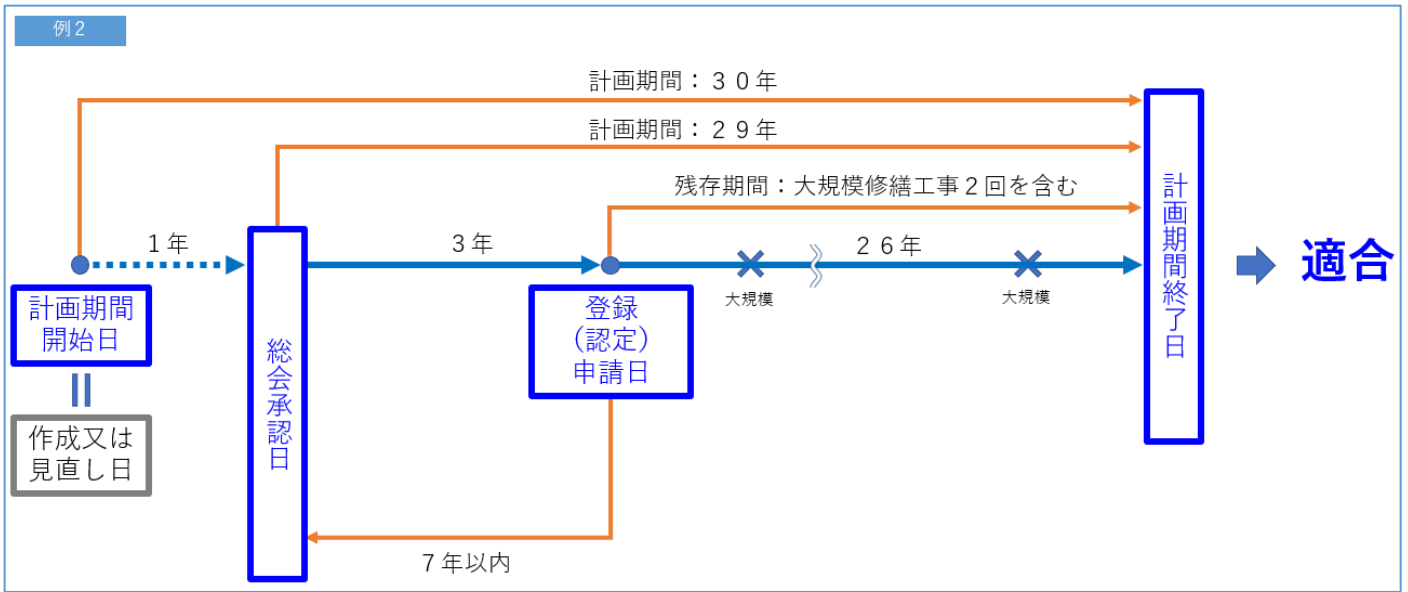 例２
計画期間：３０年
計画期間：２９年
残存期間：大規模修繕工事２回を含む
１年
３年
２６年
大規模
大規模
計画期間
開始日
作成又は
見直し日
総会承認日
登録
（認定）
申請日
計画期間終了日
適合
７年以内